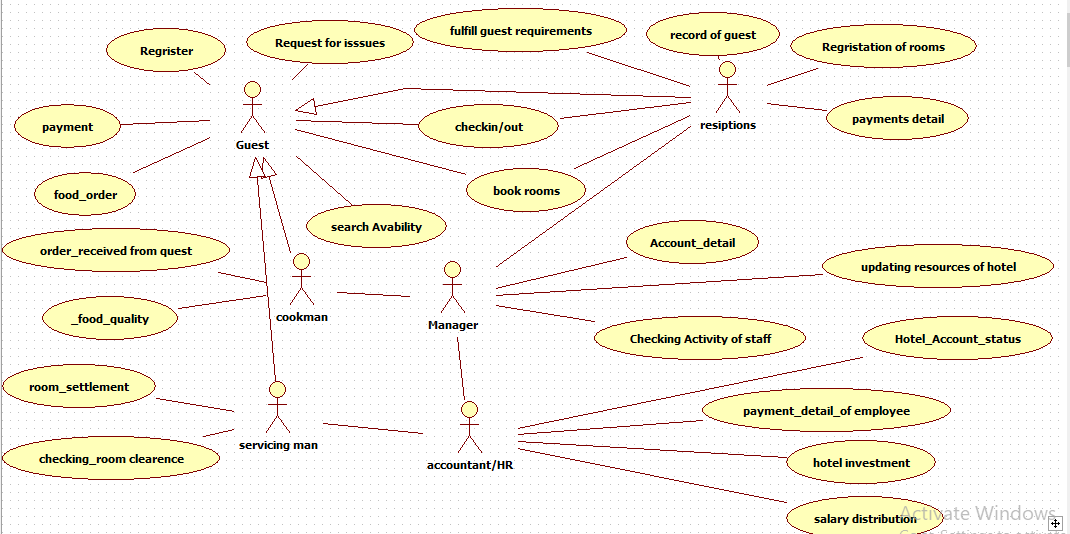 fulfill guest requirements
record of guest
Regrister
Request for isssues
Regristation of rooms
payment
checkin/out
resiptions
payments detail
Guest
food_order
book rooms
search Avability
order_received from quest
Account_detail
updating resources of hotel
_food_quality
cookman
Manager
Checking Activity of staff
Hotel_Account_status
room_settlement
payment_detail_of employee
servicing man
checking_room clearence
accountant/HR
hotel investment
salary distribution
Activate Windows